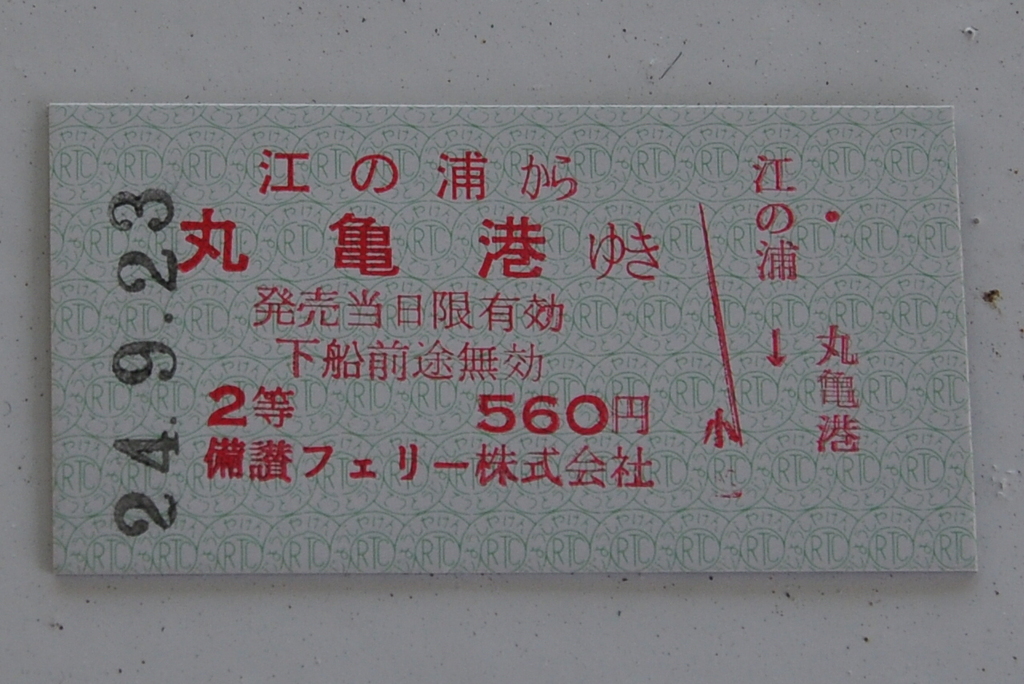 24.9.23
江の浦から
丸亀港ゆき
発売当日限有効
下船前途無効
2等 560円
備讃フェリー株式会社
江の浦
↓
丸亀港
小